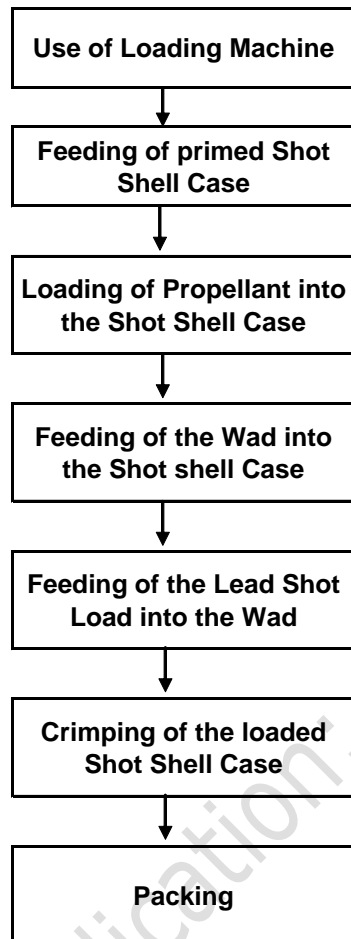 Use of Loading Machine
Feeding of primed Shot
Shell Case
Loading of Propellant into
the Shot Shell Case
Feeding of the Wad into
the Shot shell Case
Feeding of the Lead Shot
Load into the Wad
Crimping of the loaded
Shot Shell Case
Packing